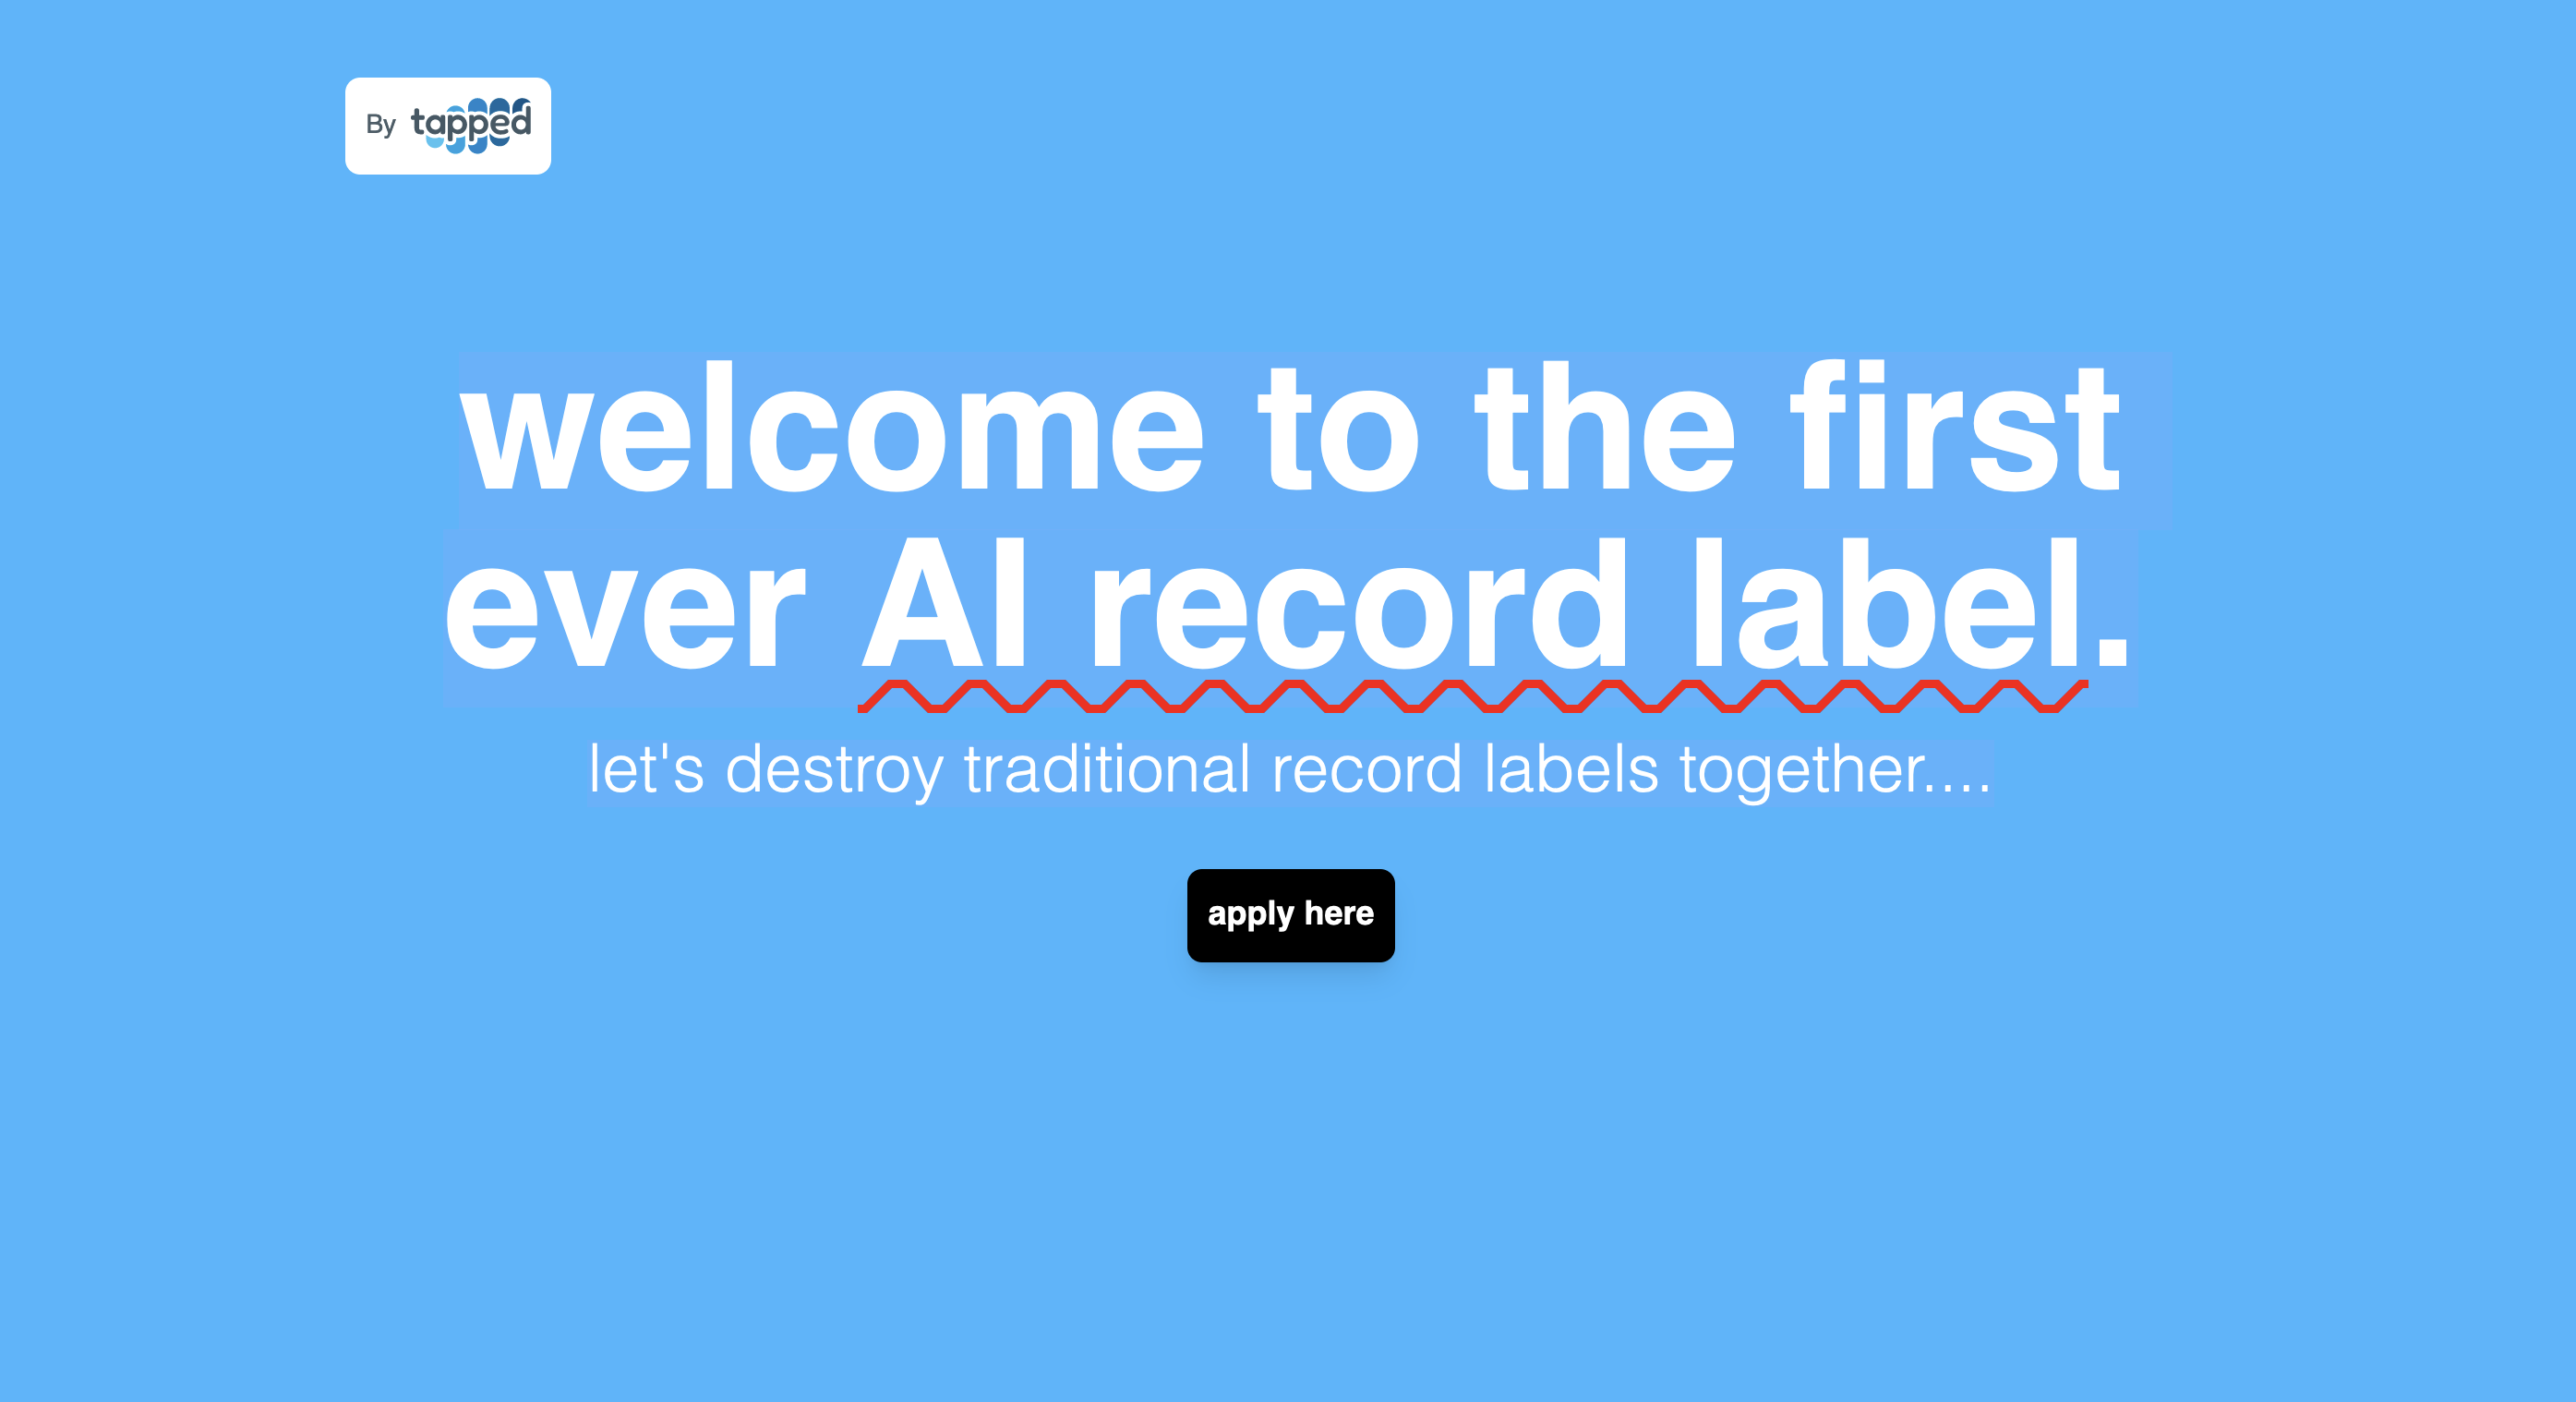 By tapped
welcome to the first
ever AI record label.
let's destroy traditional record labels together....
apply here